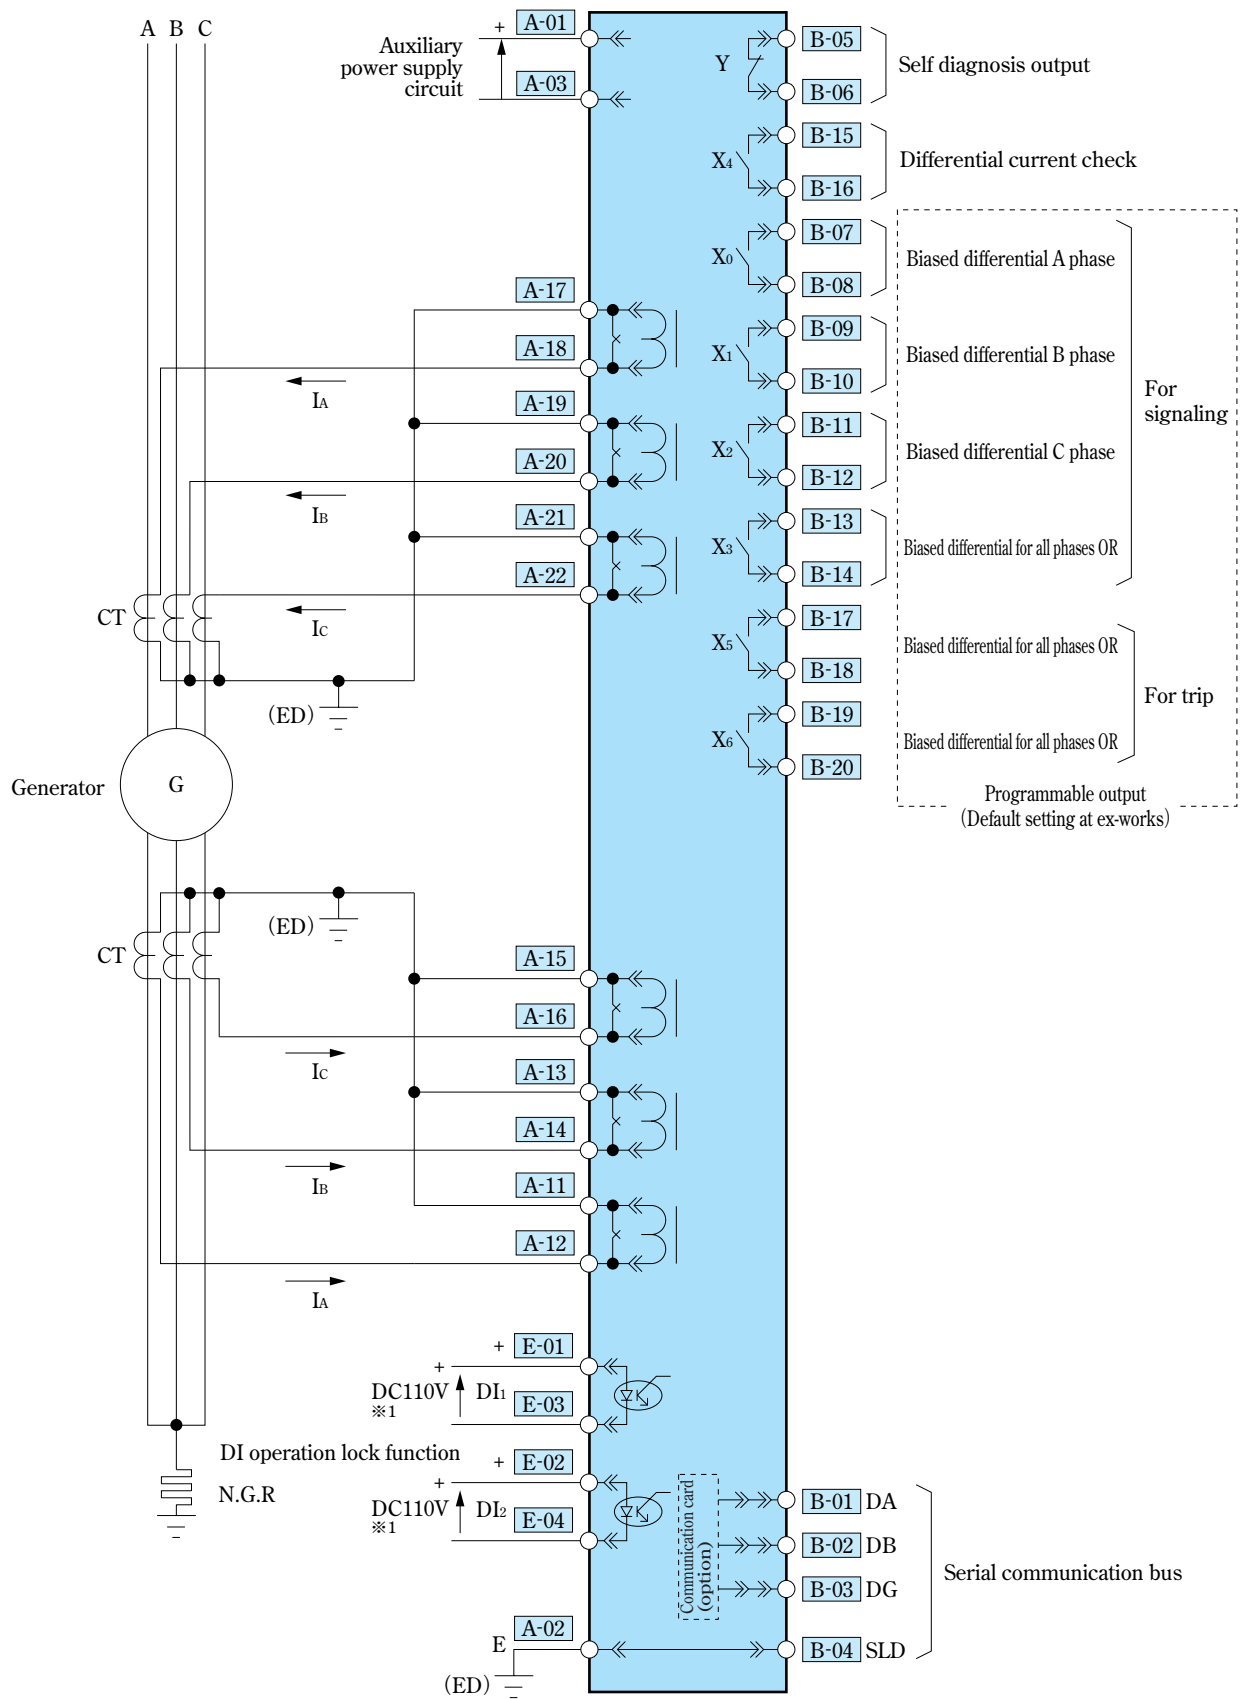 A B C
Auxiliary
power supply
circuit
+
A-01
A-03
Y
B-05
B-06
Self diagnosis output
X4
B-15
B-16
Differential current check
X0
B-07
B-08
Biased differential A phase
X1
B-09
B-10
Biased differential B phase
X2
B-11
B-12
Biased differential C phase
X3
B-13
B-14
Biased differential for all phases OR
For
signaling
X5
B-17
B-18
Biased differential for all phases OR
X6
B-19
B-20
Biased differential for all phases OR
For trip
Programmable output
(Default setting at ex-works)
A-17
A-18
IA
A-19
A-20
IB
A-21
A-22
IC
CT
(ED)
Generator
G
(ED)
CT
A-15
A-16
IC
A-13
A-14
IB
A-11
A-12
IA
+ E-01
+
DC110V DI1
※1
E-03
DI operation lock function
+ E-02
+
DC110V DI2
※1
E-04
N.G.R
Communication card
(option)
B-01 DA
B-02 DB
B-03 DG
B-04 SLD
Serial communication bus
A-02
E
(ED)